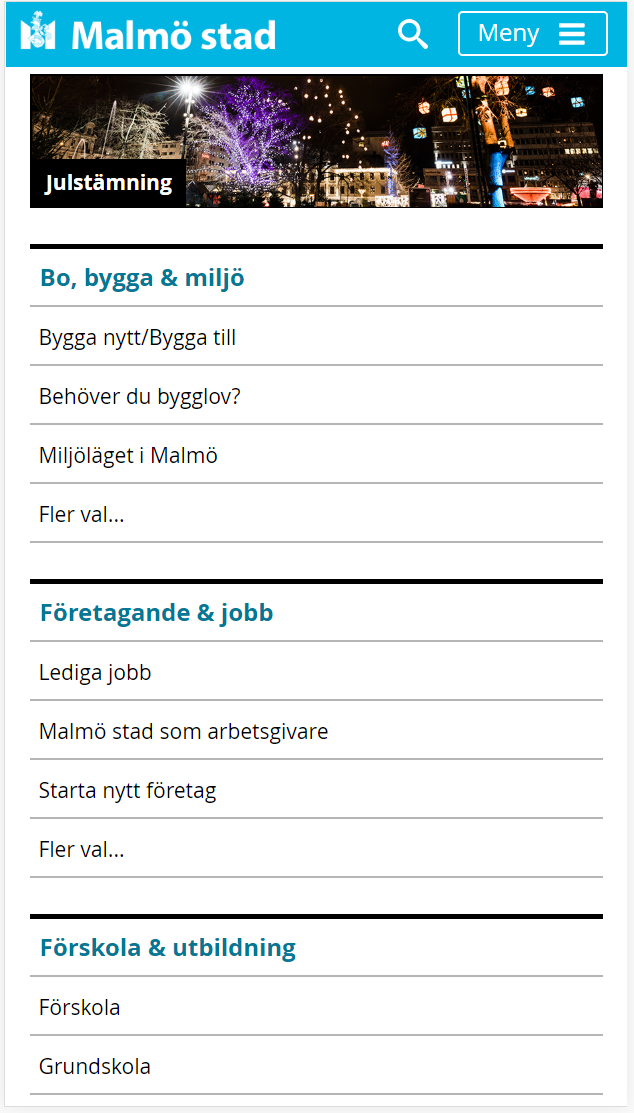 Malmö stad
Meny
Julstämning
Bo, bygga & miljö
Bygga nytt/Bygga till
Behöver du bygglov?
Miljöläget i Malmö
Fler val...
Företagande & jobb
Lediga jobb
Malmö stad som arbetsgivare
Starta nytt företag
Fler val...
Förskola & utbildning
Förskola
Grundskola